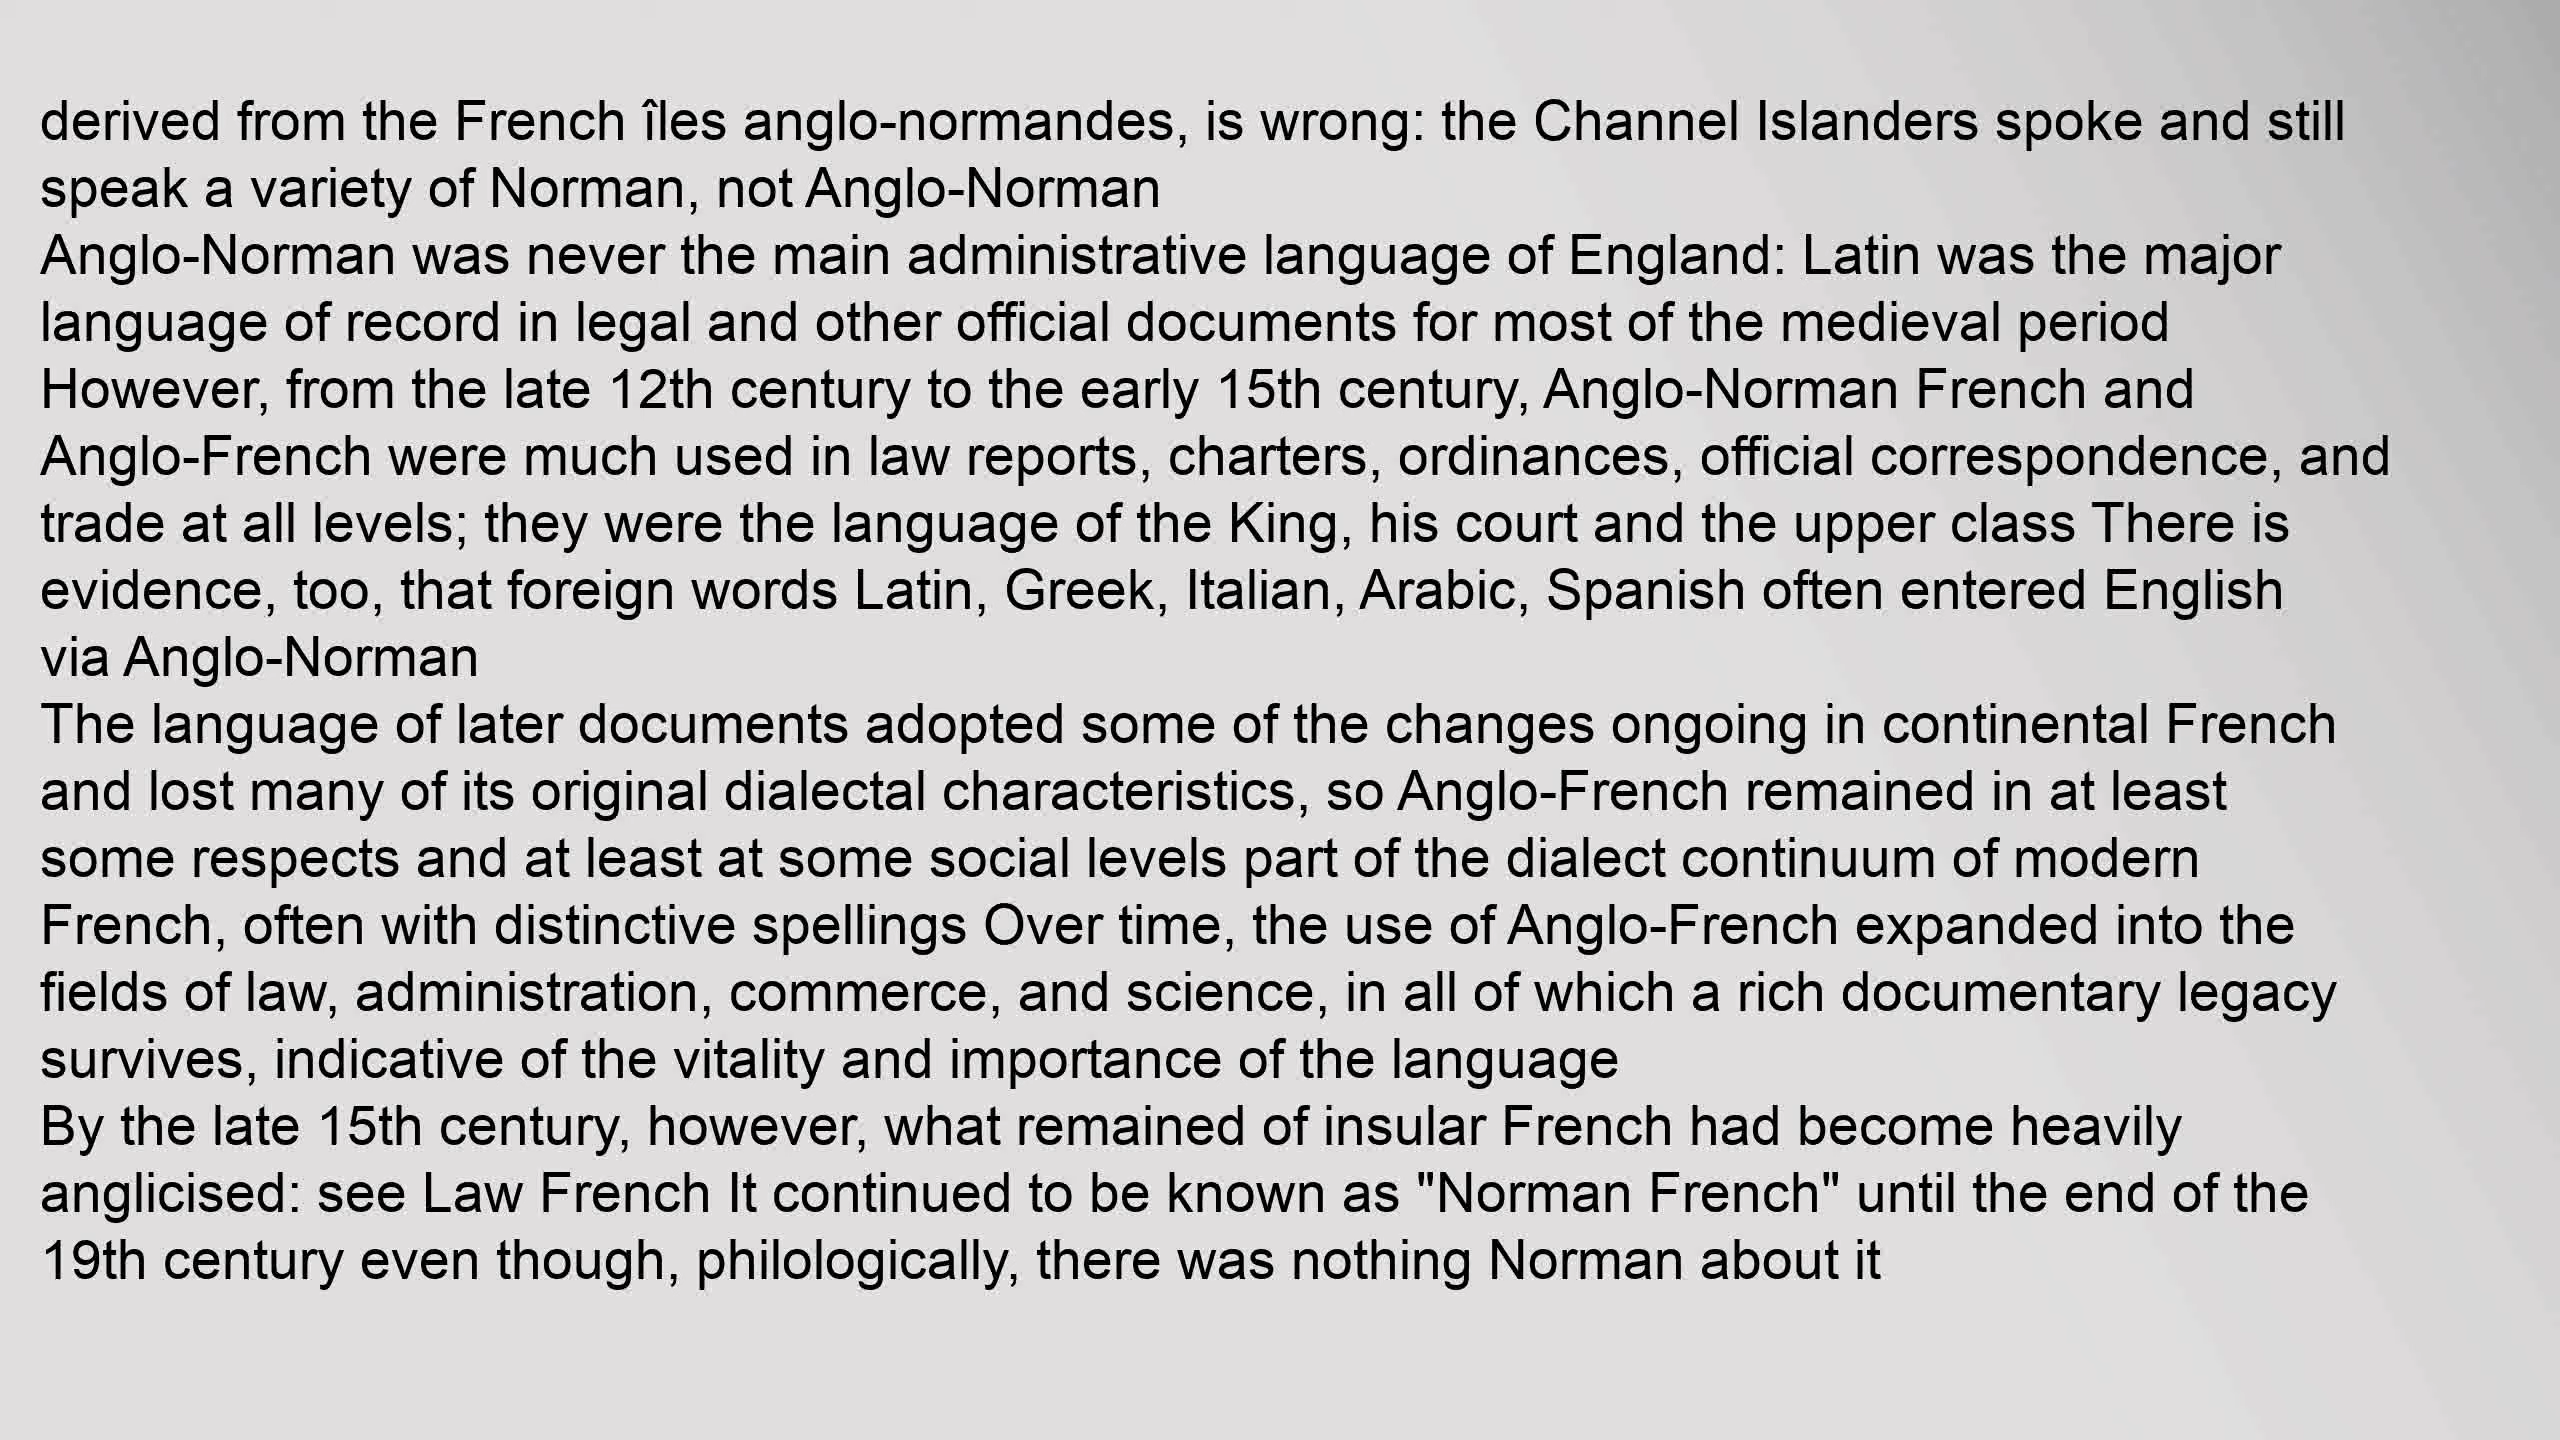 derived from the French îles anglo-normandes, is wrong: the Channel Islanders spoke and still
speak a variety of Norman, not Anglo-Norman
Anglo-Norman was never the main administrative language of England: Latin was the major
language of record in legal and other official documents for most of the medieval period
However, from the late 12th century to the early 15th century, Anglo-Norman French and
Anglo-French were much used in law reports, charters, ordinances, official correspondence, and
trade at all levels; they were the language of the King, his court and the upper class There is
evidence, too, that foreign words Latin, Greek, Italian, Arabic, Spanish often entered English
via Anglo-Norman
The language of later documents adopted some of the changes ongoing in continental French
and lost many of its original dialectal characteristics, so Anglo-French remained in at least
some respects and at least at some social levels part of the dialect continuum of modern
French, often with distinctive spellings Over time, the use of Anglo-French expanded into the
fields of law, administration, commerce, and science, in all of which a rich documentary legacy
survives, indicative of the vitality and importance of the language
By the late 15th century, however, what remained of insular French had become heavily
anglicised: see Law French It continued to be known as "Norman French" until the end of the
19th century even though, philologically, there was nothing Norman about it